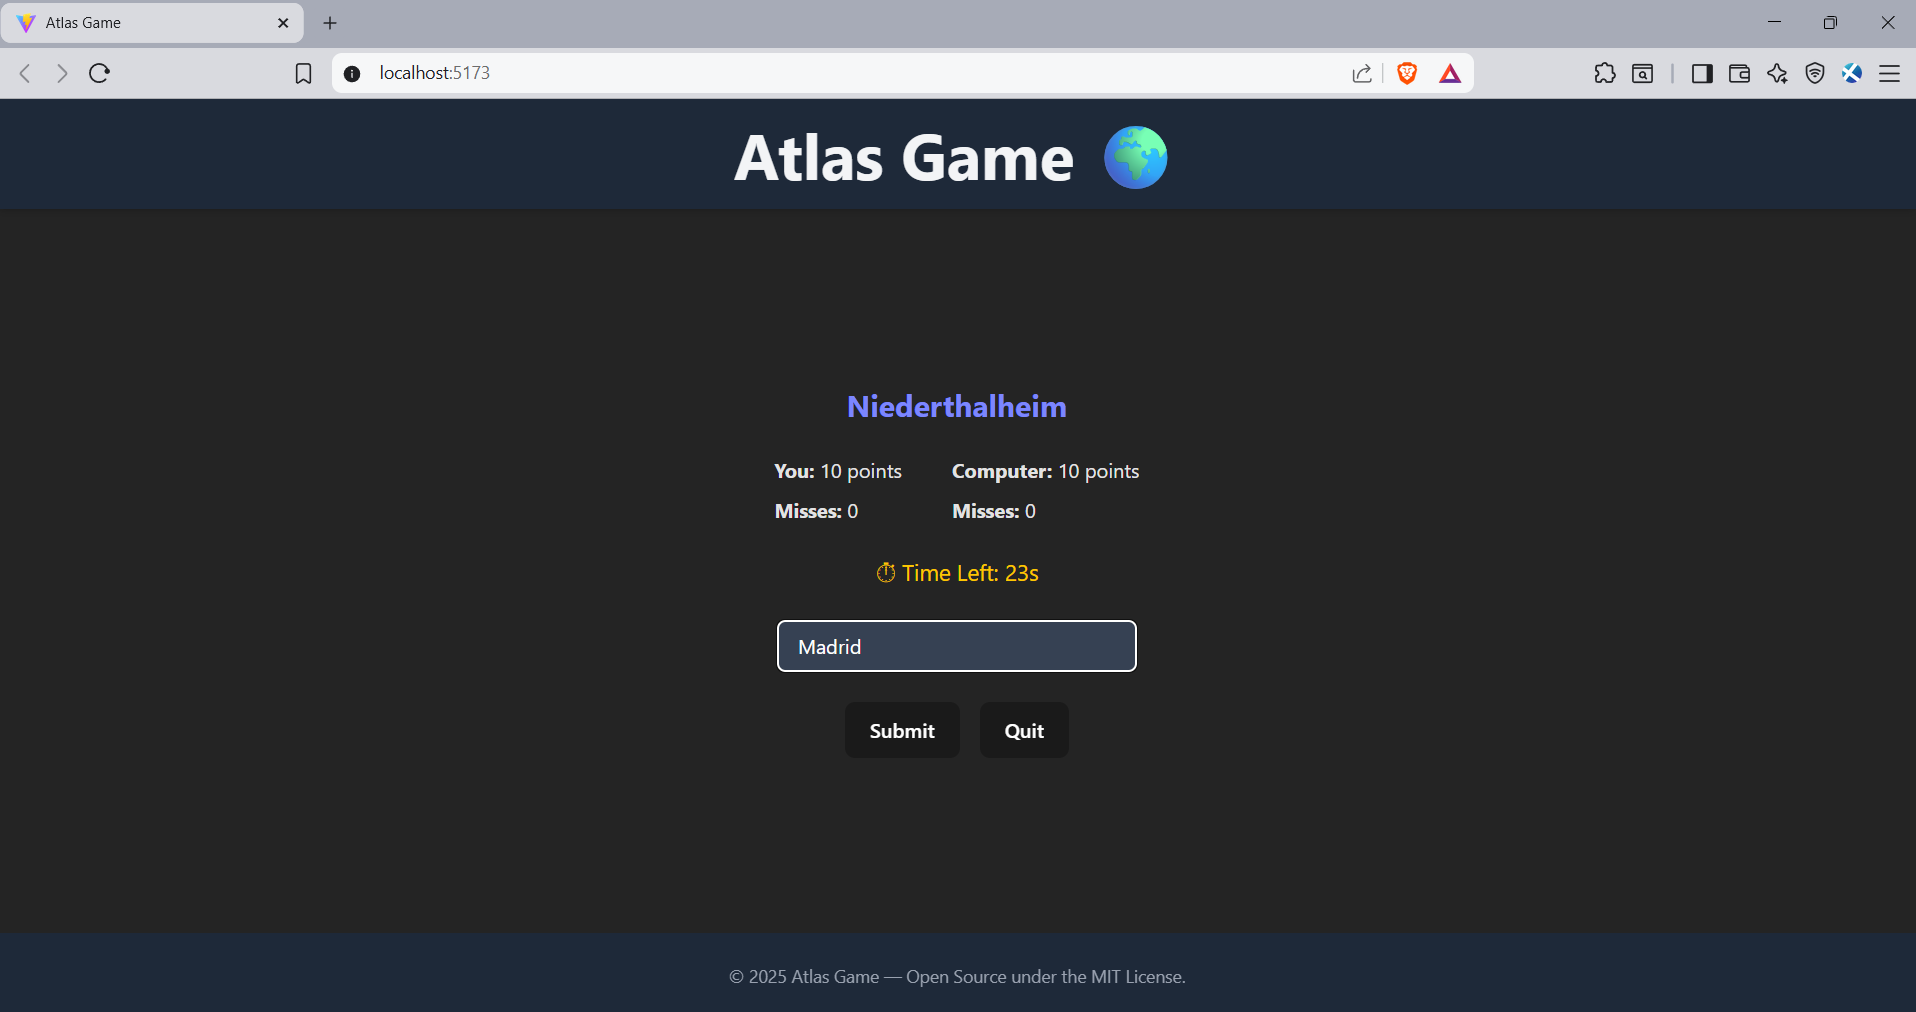 Atlas Game
localhost:5173
Atlas Game
Niederthalheim
You: 10 points Computer: 10 points
Misses: 0 Misses: 0
⏱ Time Left: 23s
Madrid
Submit Quit
© 2025 Atlas Game — Open Source under the MIT License.